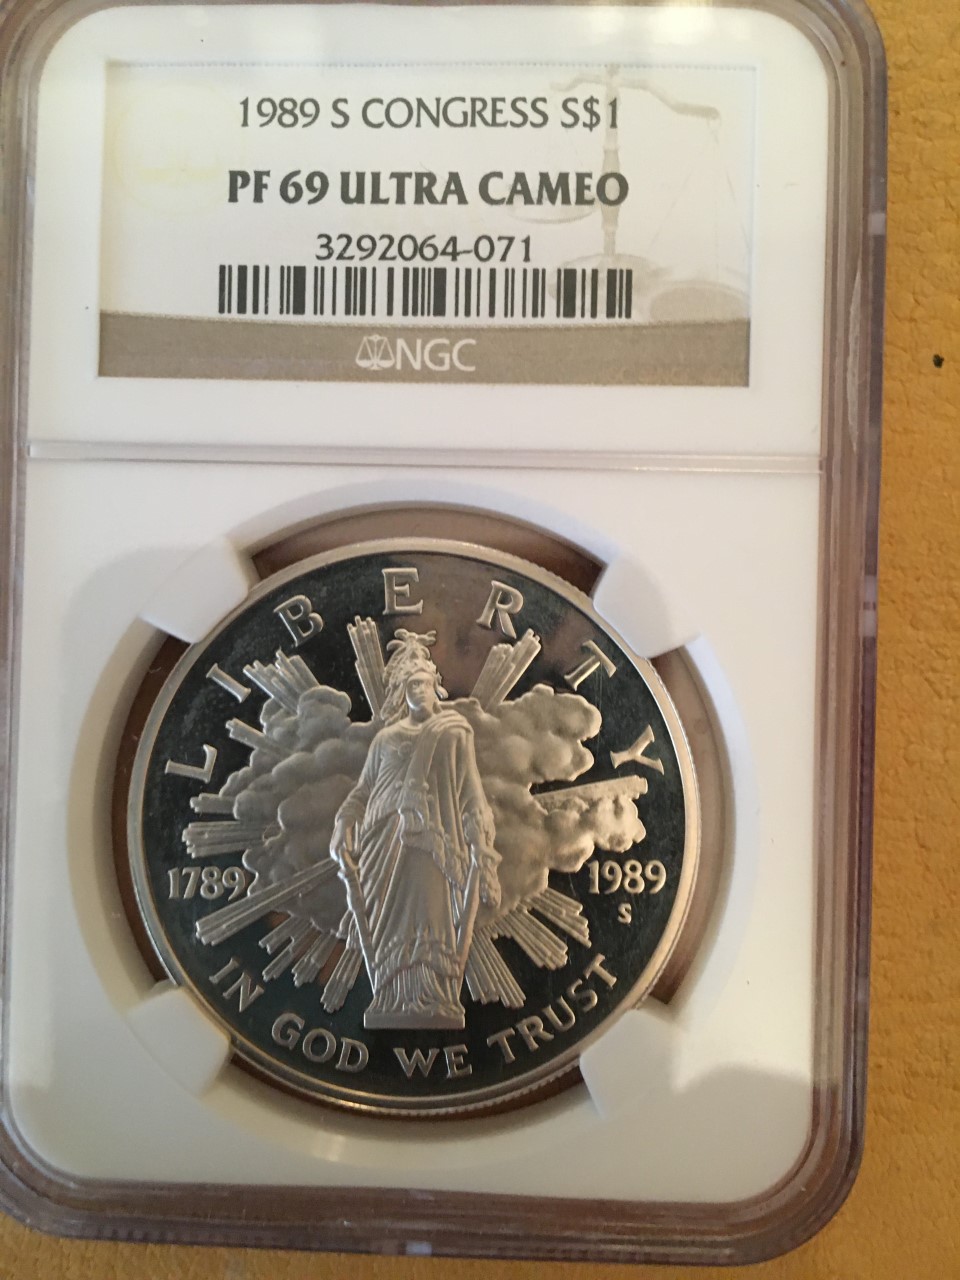 1989 S CONGRESS S$1
PF 69 ULTRA CAMEO
3292064-071
NGC
LIBERTY
1789
1989
S
IN GOD WE TRUST